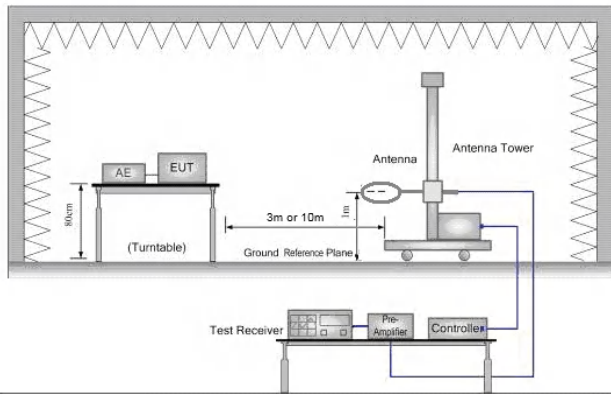 Antenna Tower
Antenna
AE
EUT
80cm
1m
3m or 10m
(Turntable)
Ground Reference Plane
Test Receiver
Pre-
Amplifier
Controller